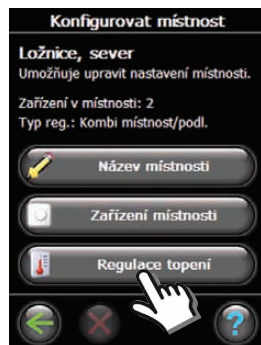 Konfigurovat místnost
Ložnice, sever
Umožňuje upravit nastavení místnosti.
Zařízení v místnosti: 2
Typ reg.: Kombi místnost/podl.
Název místnosti
Zařízení místnosti
Regulace topení
?